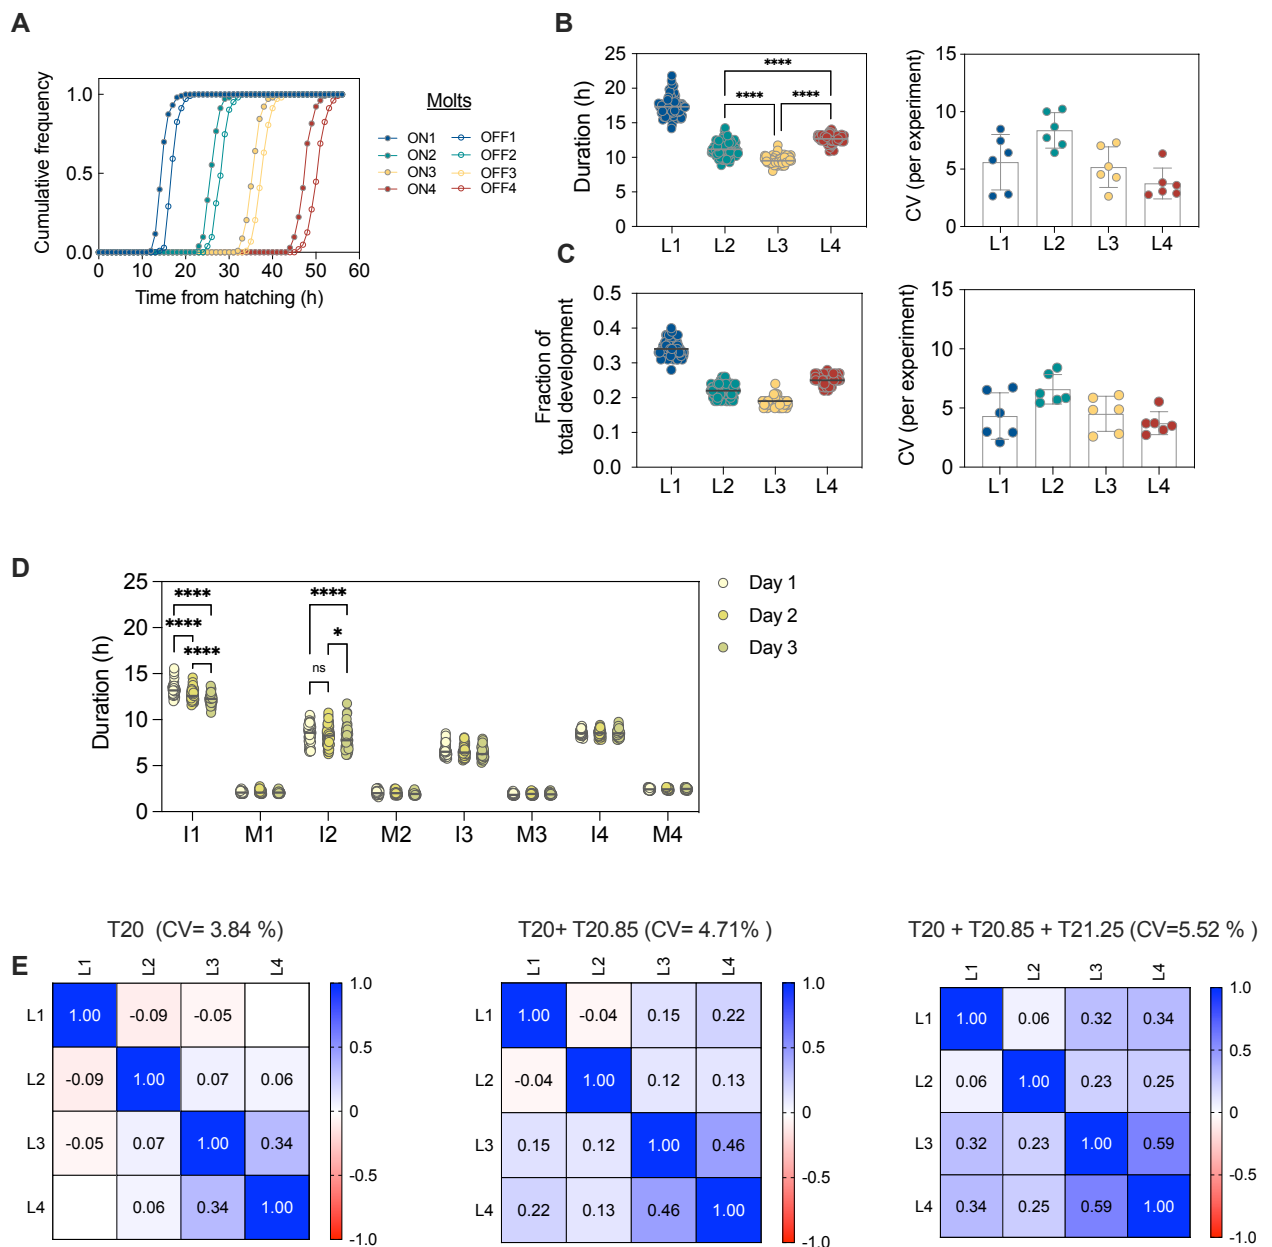 A
Cumulative frequency
1.0
0.5
0.0
0 10 20 30 40 50 60
Time from hatching (h)
Molts
ON1 OFF1
ON2 OFF2
ON3 OFF3
ON4 OFF4
B
Duration (h)
25
20
15
10
5
0
**** 
**** ****
L1 L2 L3 L4
CV (per experiment)
15
10
5
0
L1 L2 L3 L4
C
Fraction of
total development
0.5
0.4
0.3
0.2
0.1
0.0
L1 L2 L3 L4
CV (per experiment)
15
10
5
0
L1 L2 L3 L4
D
Duration (h)
25
20
15
10
5
0
****
****
****
****
*
ns
I1 M1 I2 M2 I3 M3 I4 M4
Day 1
Day 2
Day 3
E
T20 (CV= 3.84 %)
L1 L2 L3 L4
L1 1.00 -0.09 -0.05
L2 -0.09 1.00 0.07 0.06
L3 -0.05 0.07 1.00 0.34
L4 0.06 0.34 1.00
1.0
0.5
0
-0.5
-1.0
T20+ T20.85 (CV= 4.71% )
L1 L2 L3 L4
L1 1.00 -0.04 0.15 0.22
L2 -0.04 1.00 0.12 0.13
L3 0.15 0.12 1.00 0.46
L4 0.22 0.13 0.46 1.00
1.0
0.5
0
-0.5
-1.0
T20 + T20.85 + T21.25 (CV=5.52 % )
L1 L2 L3 L4
L1 1.00 0.06 0.32 0.34
L2 0.06 1.00 0.23 0.25
L3 0.32 0.23 1.00 0.59
L4 0.34 0.25 0.59 1.00
1.0
0.5
0
-0.5
-1.0